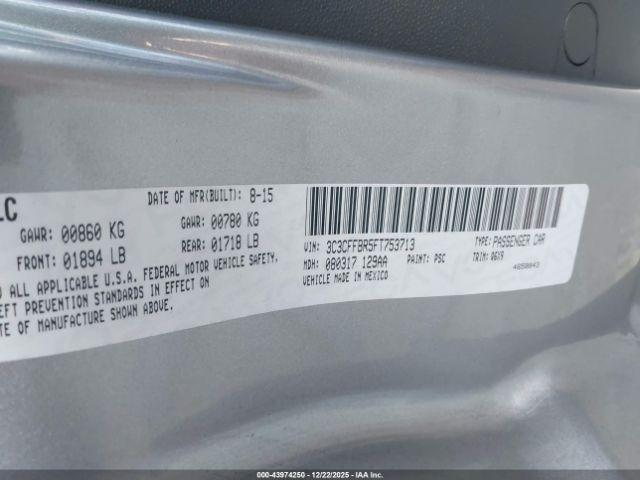 LC
DATE OF MFR(BUILT): 8-15
GAWR: 00860 KG
GAWR: 00780 KG
FRONT: 01894 LB
REAR: 01718 LB
O ALL APPLICABLE U.S.A. FEDERAL MOTOR VEHICLE SAFETY,
EFT PREVENTION STANDARDS IN EFFECT ON
TE OF MANUFACTURE SHOWN ABOVE.
VIN: 3C3CFFBR5FT753713
TYPE: PASSENGER CAR
MDH: 080317 129AA
PAINT: PSC
TRIM: O6X9
VEHICLE MADE IN MEXICO
4650043
000-43974250 | 12/22/2025 - IAA Inc.